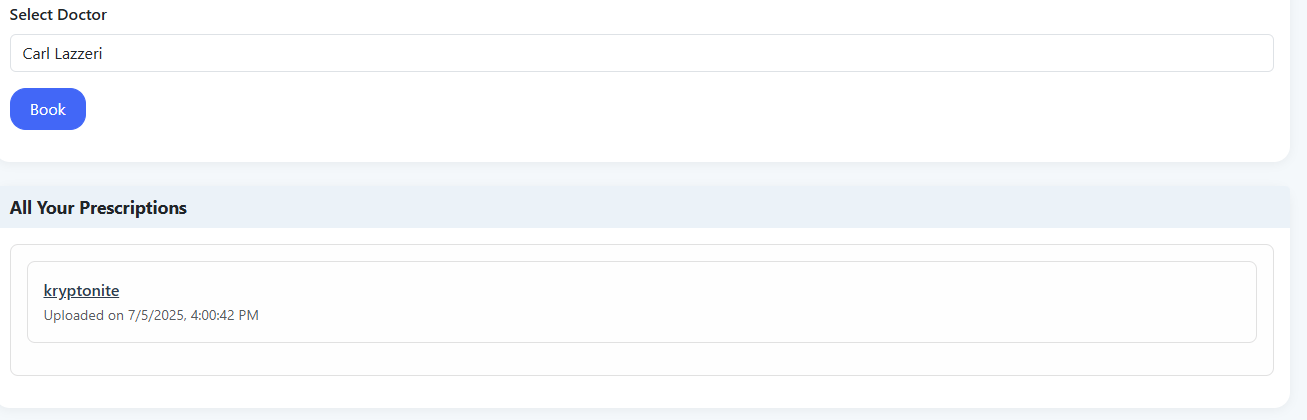 Select Doctor
Carl Lazzeri
Book
All Your Prescriptions
kryptonite
Uploaded on 7/5/2025, 4:00:42 PM